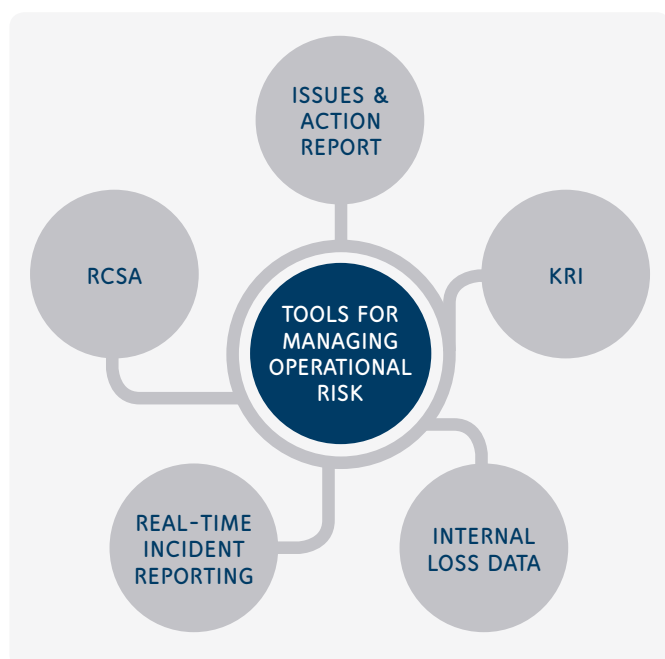 ISSUES &
ACTION
REPORT
RCSA
KRI
TOOLS FOR
MANAGING
OPERATIONAL
RISK
REAL-TIME
INCIDENT
REPORTING
INTERNAL
LOSS DATA